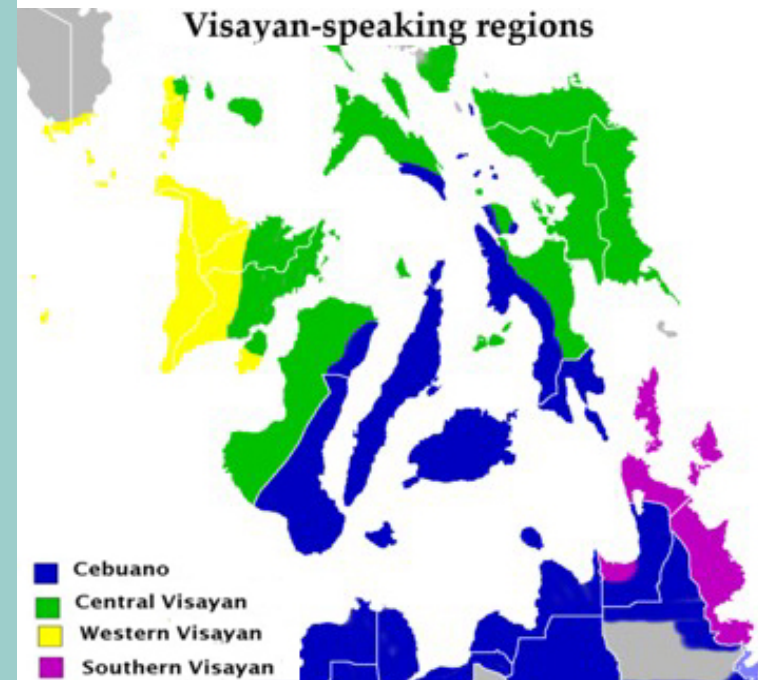 Visayan-speaking regions
Cebuano
Central Visayan
Western Visayan
Southern Visayan